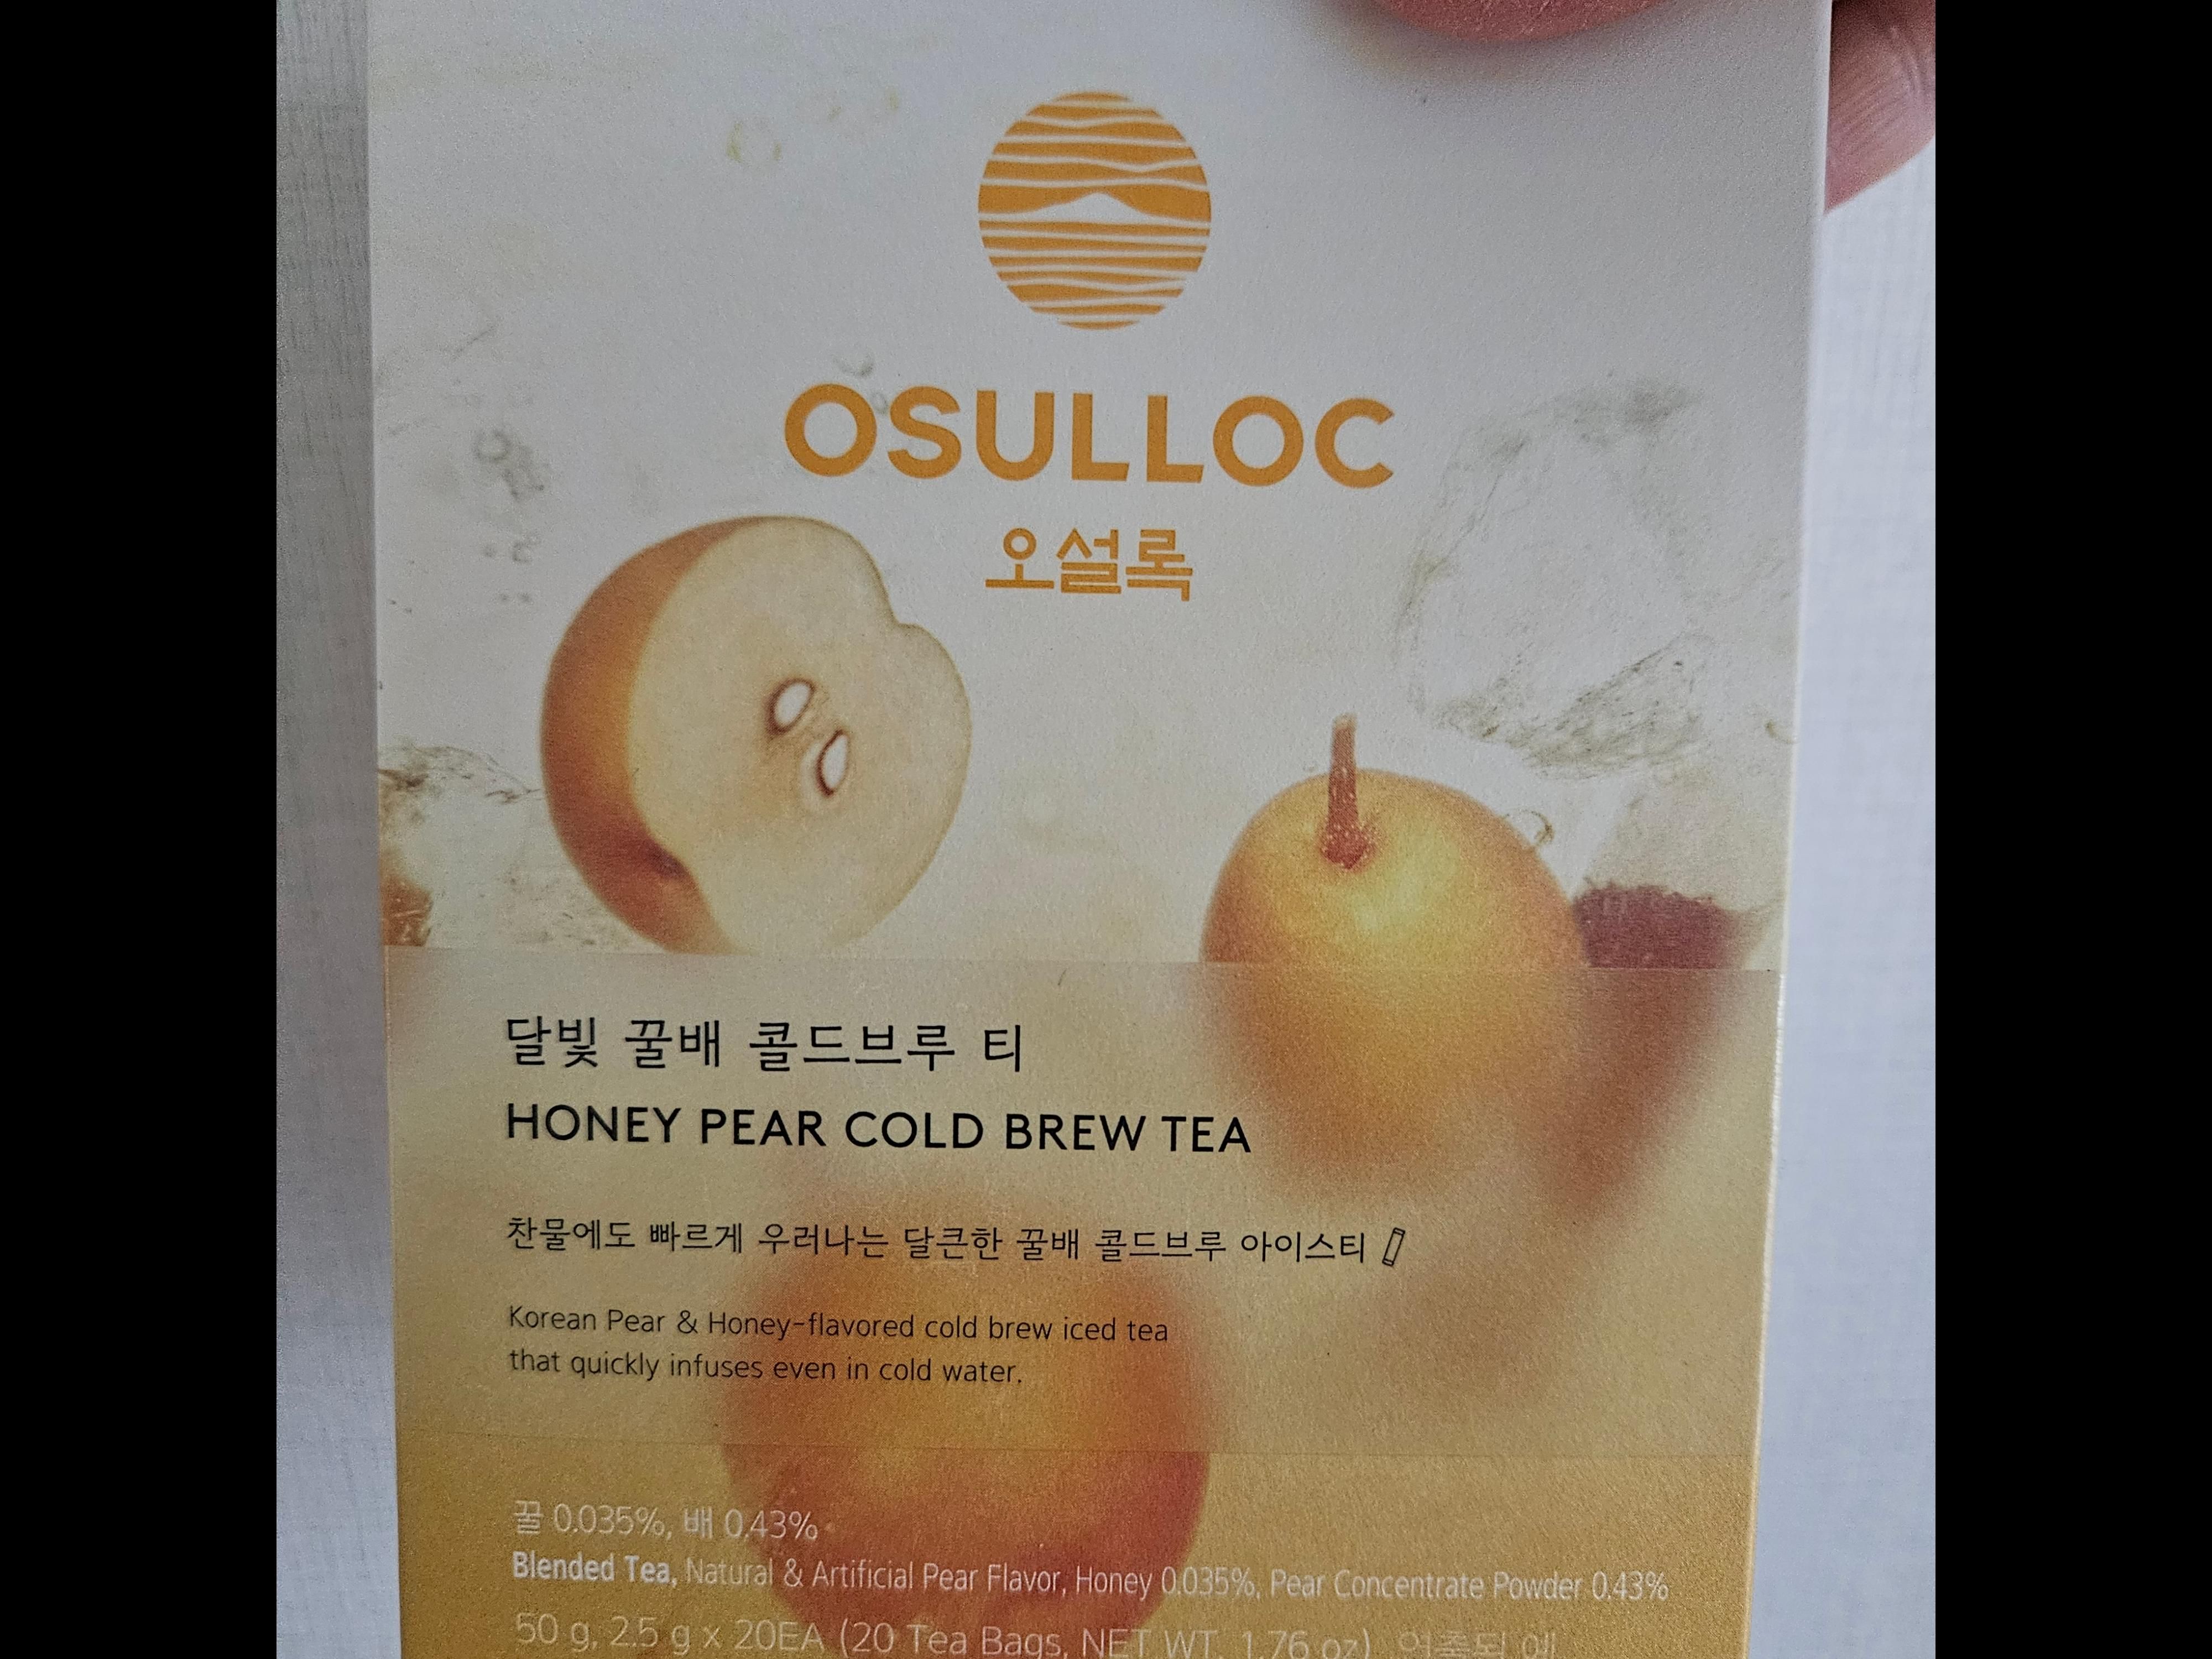 OSULLOC
오설록
달빛 꿀배 콜드브루 티
HONEY PEAR COLD BREW TEA
찬물에도 빠르게 우러나는 달큰한 꿀배 콜드브루 아이스티
Korean Pear & Honey-flavored cold brew iced tea
that quickly infuses even in cold water.
꿀 0.035%, 배 0.43%
Blended Tea, Natural & Artificial Pear Flavor, Honey 0.035%, Pear Concentrate Powder 0.43%
50 g, 2.5 g x 20EA (20 Tea Bags, NET WT. 1.76 oz)